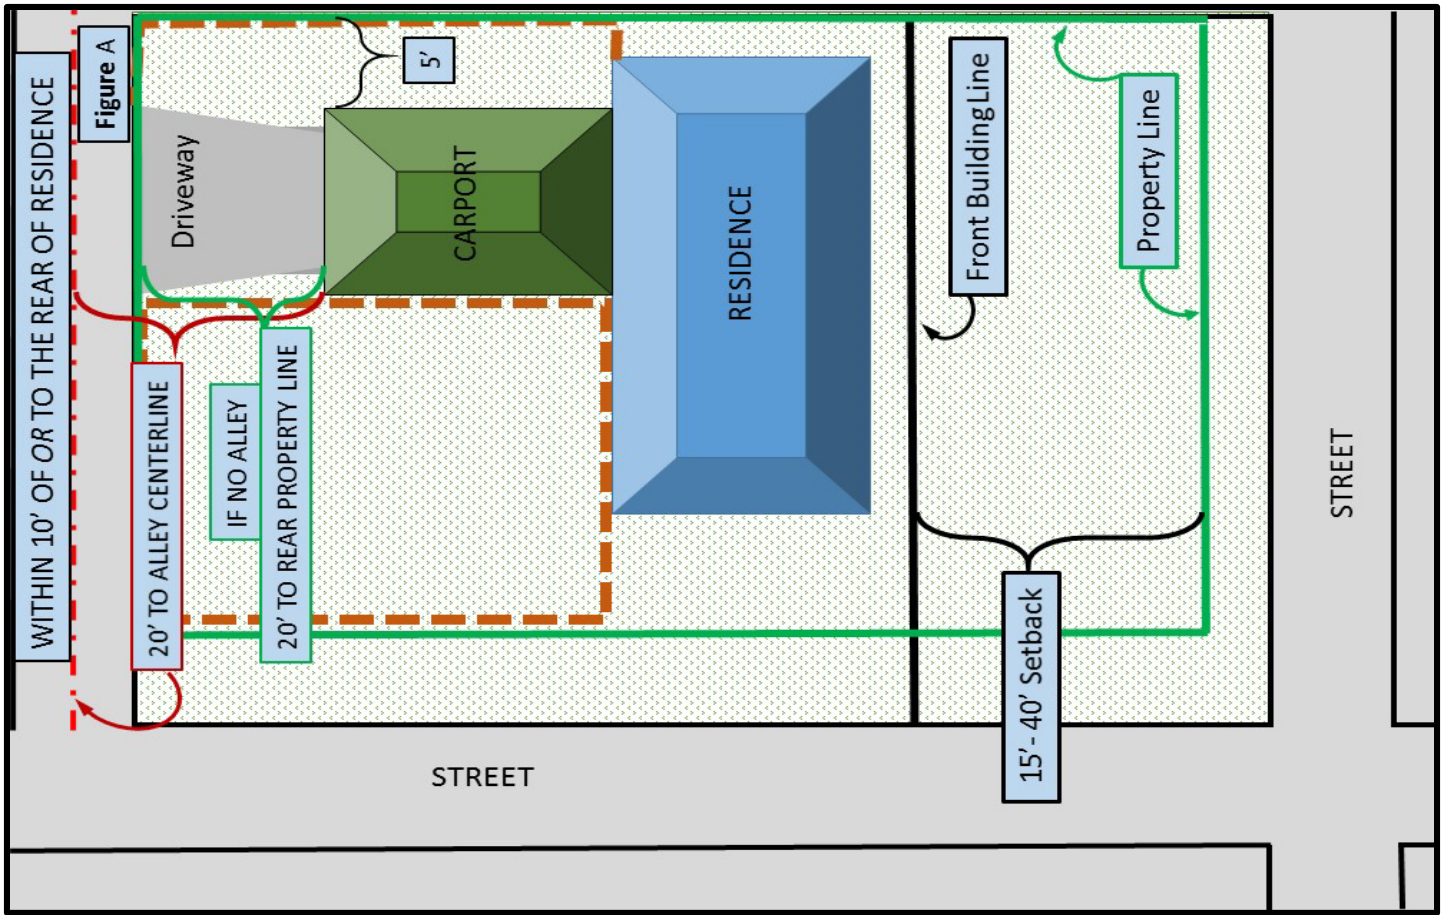 WITHIN 10’ OF OR TO THE REAR OF RESIDENCE
Figure A
Driveway
5’
CARPORT
RESIDENCE
Front Building Line
Property Line
20’ TO ALLEY CENTERLINE
IF NO ALLEY
20’ TO REAR PROPERTY LINE
15’- 40’ Setback
STREET
STREET